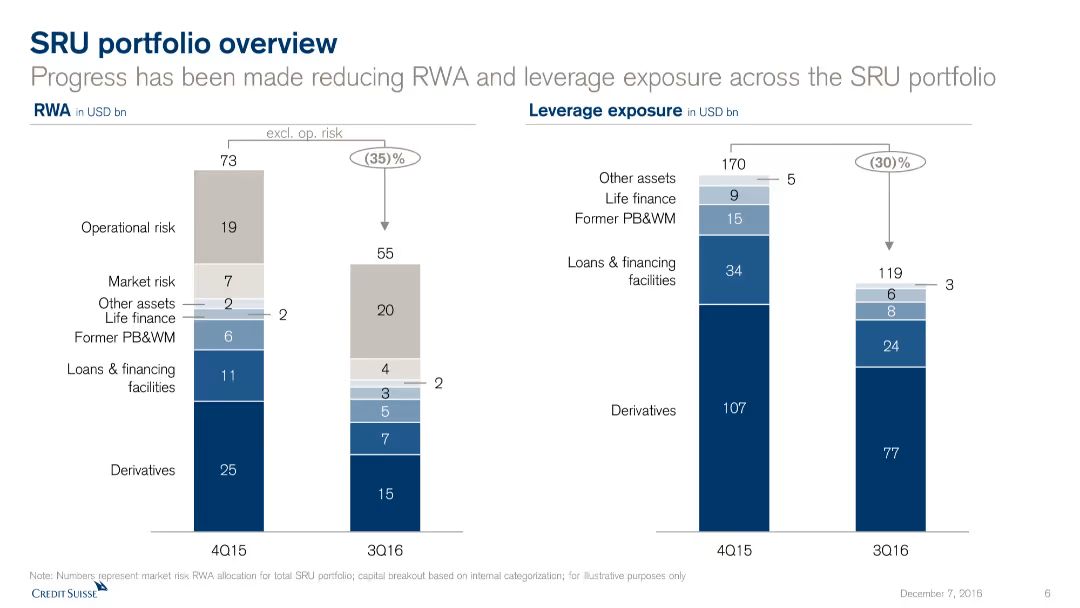 SRU portfolio overview
Progress has been made reducing RWA and leverage exposure across the SRU portfolio
RWA in USD bn
excl. op. risk
73
(35)%
55
Operational risk
19
20
Market risk
7
4
Other assets
2
2
Life finance
2
3
Former PB&WM
6
5
Loans & financing
facilities
11
7
Derivatives
25
15
4Q15
3Q16
Leverage exposure in USD bn
170
(30)%
119
Other assets
5
3
Life finance
9
6
Former PB&WM
15
8
Loans & financing
facilities
34
24
Derivatives
107
77
4Q15
3Q16
Note: Numbers represent market risk RWA allocation for total SRU portfolio; capital breakout based on internal categorization; for illustrative purposes only
CREDIT SUISSE
December 7, 2016
6